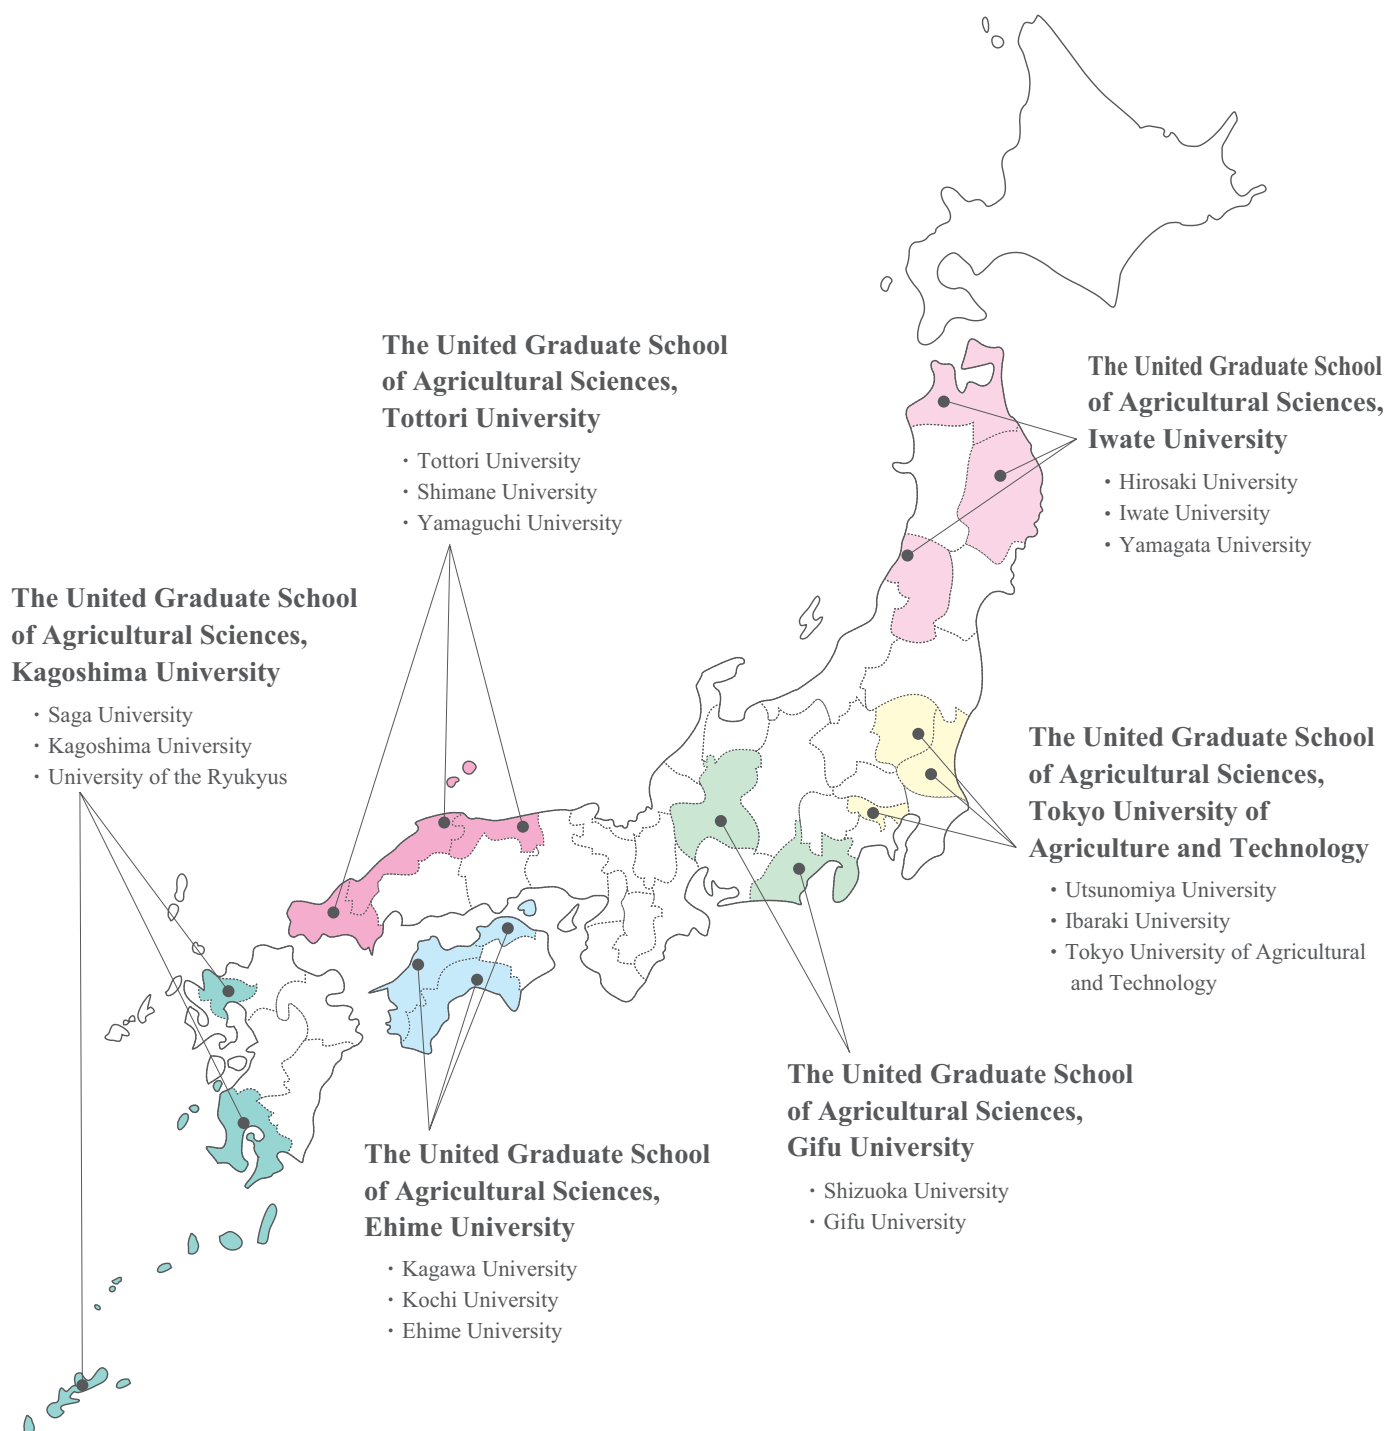 The United Graduate School
of Agricultural Sciences,
Tottori University
・Tottori University
・Shimane University
・Yamaguchi University
The United Graduate School
of Agricultural Sciences,
Iwate University
・Hirosaki University
・Iwate University
・Yamagata University
The United Graduate School
of Agricultural Sciences,
Kagoshima University
・Saga University
・Kagoshima University
・University of the Ryukyus
The United Graduate School
of Agricultural Sciences,
Tokyo University of
Agriculture and Technology
・Utsunomiya University
・Ibaraki University
・Tokyo University of Agricultural
and Technology
The United Graduate School
of Agricultural Sciences,
Gifu University
・Shizuoka University
・Gifu University
The United Graduate School
of Agricultural Sciences,
Ehime University
・Kagawa University
・Kochi University
・Ehime University